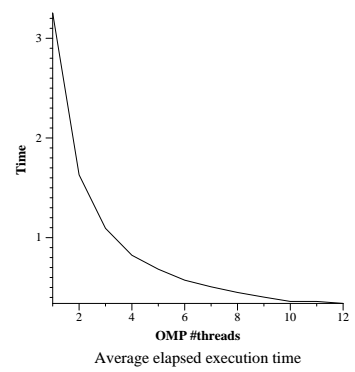 3
2
1
Time
2 4 6 8 10 12
OMP #threads
Average elapsed execution time